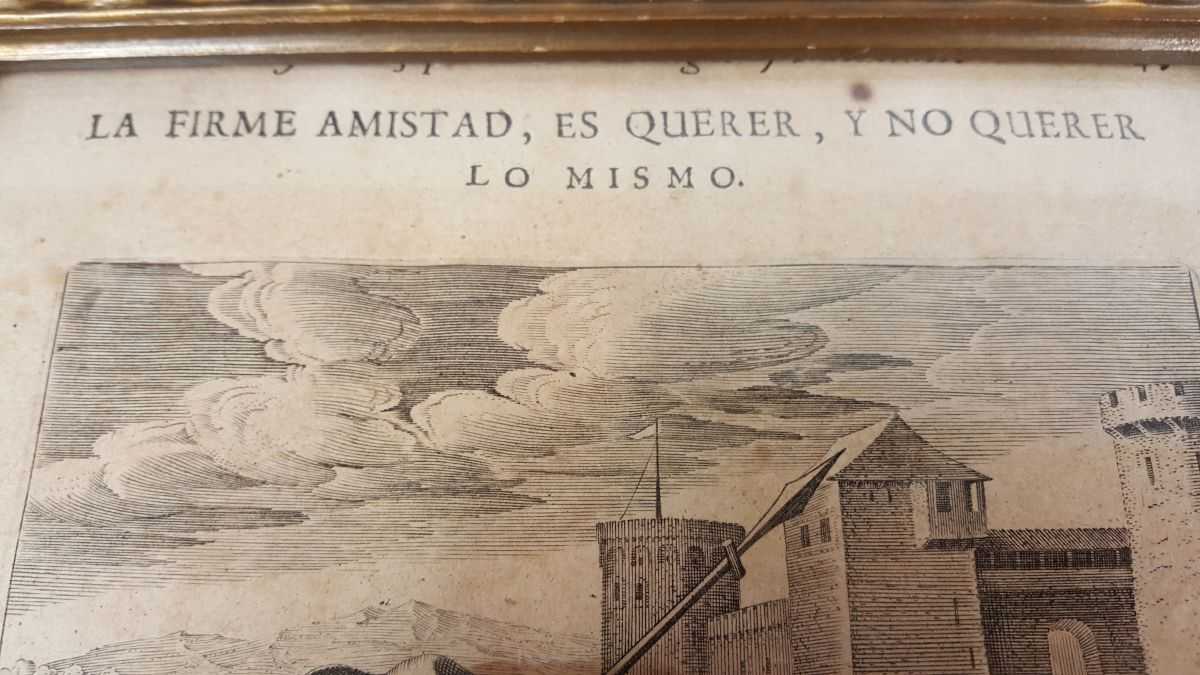 LA FIRME AMISTAD, ES QUERER, Y NO QUERER
LO MISMO.